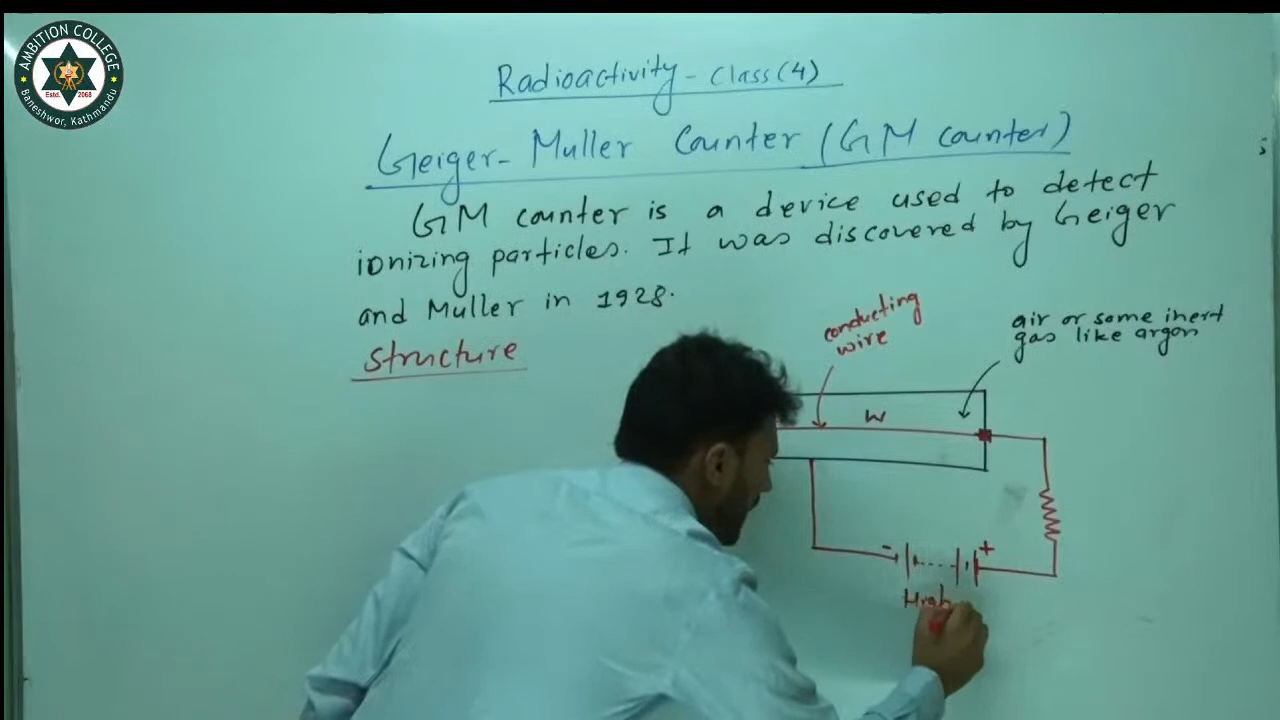 AMBITION COLLEGE
Estd. 2068
Baneshwor, Kathmandu
Radioactivity - Class (4)
Geiger - Muller Counter (GM counter)
GM counter is a device used to detect
ionizing particles. It was discovered by Geiger
and Muller in 1928.
Structure
conducting
wire
air or some inert
gas like argon
W
- +
High